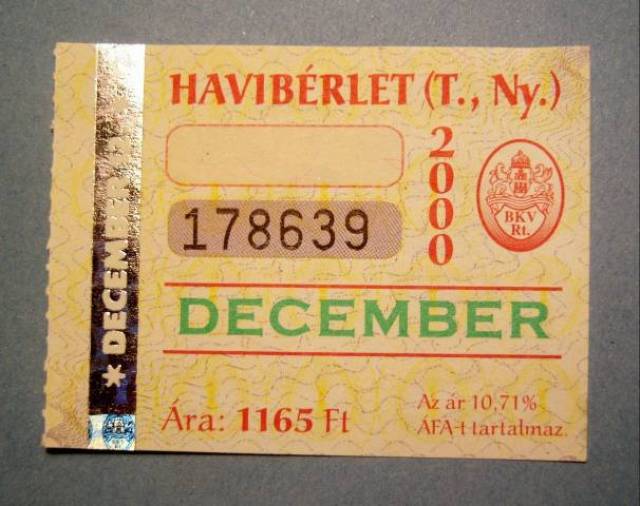 HAVIBÉRLET (T., Ny.)
2000
178639
BKV
Rt.
DECEMBER
Ára: 1165 Ft
Az ár 10,71%
ÁFA-t tartalmaz.
* DECEMBER